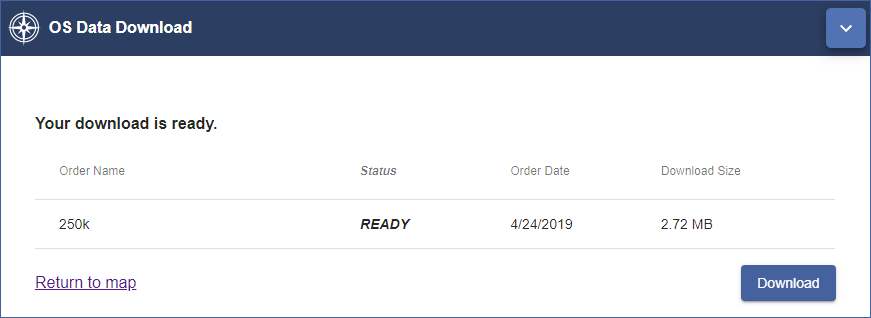 OS Data Download
Your download is ready.
Order Name Status Order Date Download Size
250k READY 4/24/2019 2.72 MB
Return to map Download